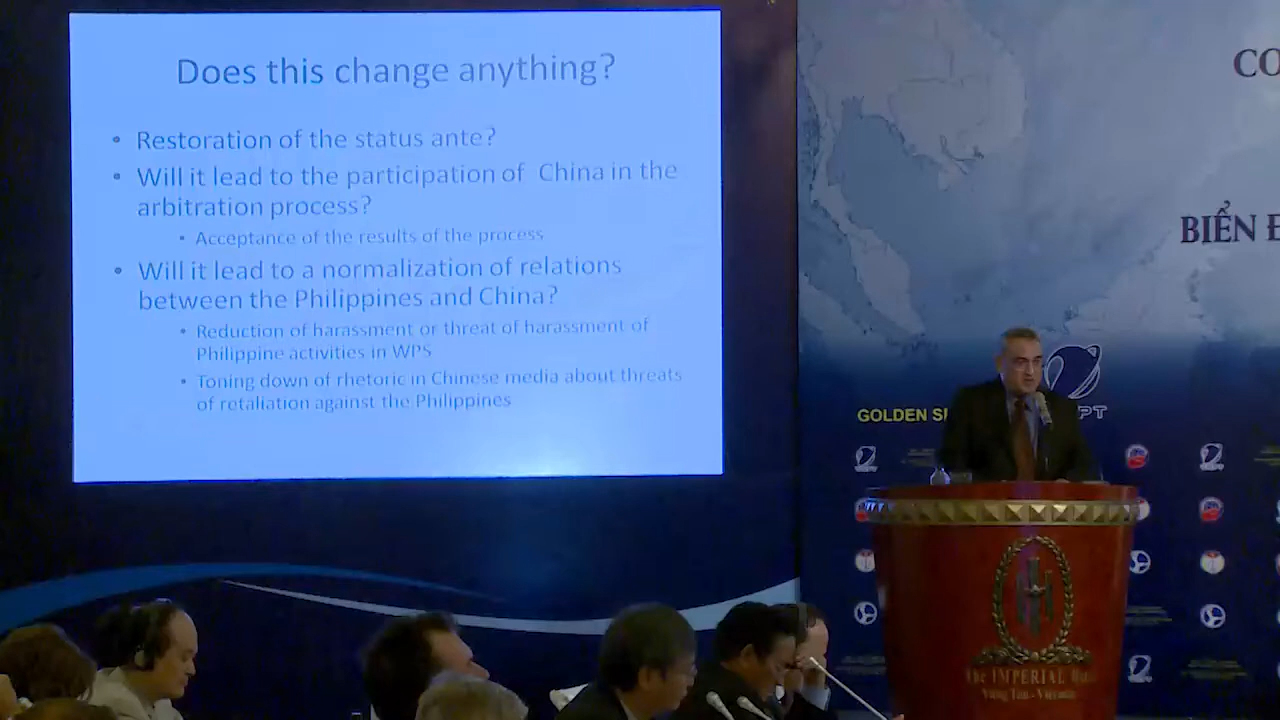 Does this change anything?
• Restoration of the status ante?
• Will it lead to the participation of China in the
arbitration process?
• Acceptance of the results of the process
• Will it lead to a normalization of relations
between the Philippines and China?
• Reduction of harassment or threat of harassment of
Philippine activities in WPS
• Toning down of rhetoric in Chinese media about threats
of retaliation against the Philippines
CO
BIỂN
GOLDEN
PT
The IMPERIAL
Vũng Tàu - Vietnam